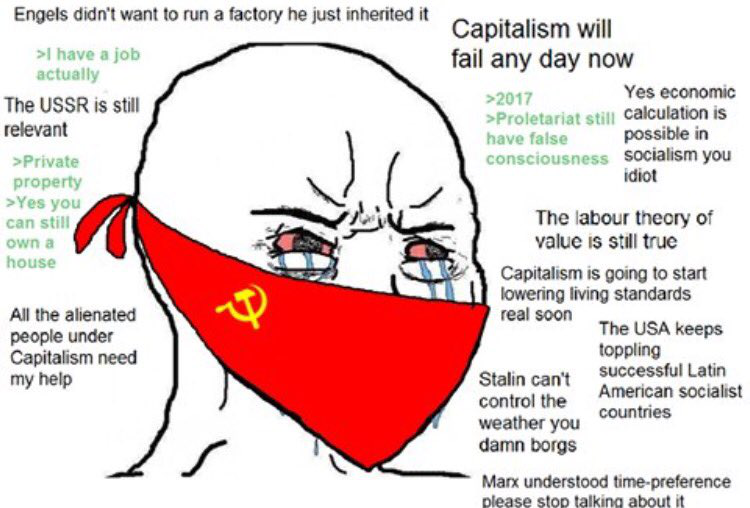 Engels didn't want to run a factory he just inherited it
Capitalism will
fail any day now
>I have a job
actually
The USSR is still
relevant
>Private
property
>Yes you
can still
own a
house
All the alienated
people under
Capitalism need
my help
>2017
>Proletariat still
have false
consciousness
Yes economic
calculation is
possible in
socialism you
idiot
The labour theory of
value is still true
Capitalism is going to start
lowering living standards
real soon
The USA keeps
toppling
successful Latin
American socialist
countries
Stalin can't
control the
weather you
damn borgs
Marx understood time-preference
please stop talking about it